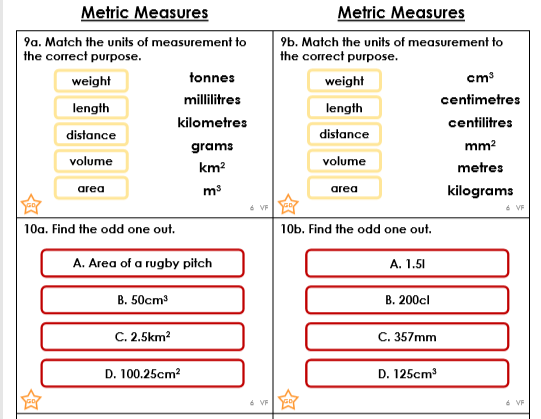 Metric Measures
9a. Match the units of measurement to
the correct purpose.
weight
length
distance
volume
area
tonnes
millilitres
kilometres
grams
km²
m³
GD
6 VF
Metric Measures
9b. Match the units of measurement to
the correct purpose.
weight
length
distance
volume
area
cm³
centimetres
centilitres
mm²
metres
kilograms
GD
6 VF
10a. Find the odd one out.
A. Area of a rugby pitch
B. 50cm³
C. 2.5km²
D. 100.25cm²
GD
6 VF
10b. Find the odd one out.
A. 1.5l
B. 200cl
C. 357mm
D. 125cm³
GD
6 VF